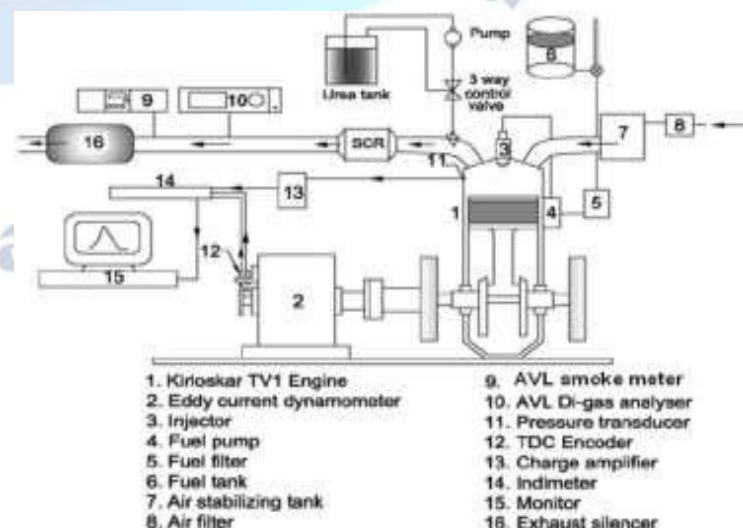 Pump
Urea tank
3 way
control
valve
6
9
10
16
SCR
7
8
3
11
14
13
1
4
5
12
15
2
1. Kirloskar TV1 Engine
2. Eddy current dynamometer
3. Injector
4. Fuel pump
5. Fuel filter
6. Fuel tank
7. Air stabilizing tank
8. Air filter
9. AVL smoke meter
10. AVL Di-gas analyser
11. Pressure transducer
12. TDC Encoder
13. Charge amplifier
14. Indimeter
15. Monitor
16. Exhaust silencer